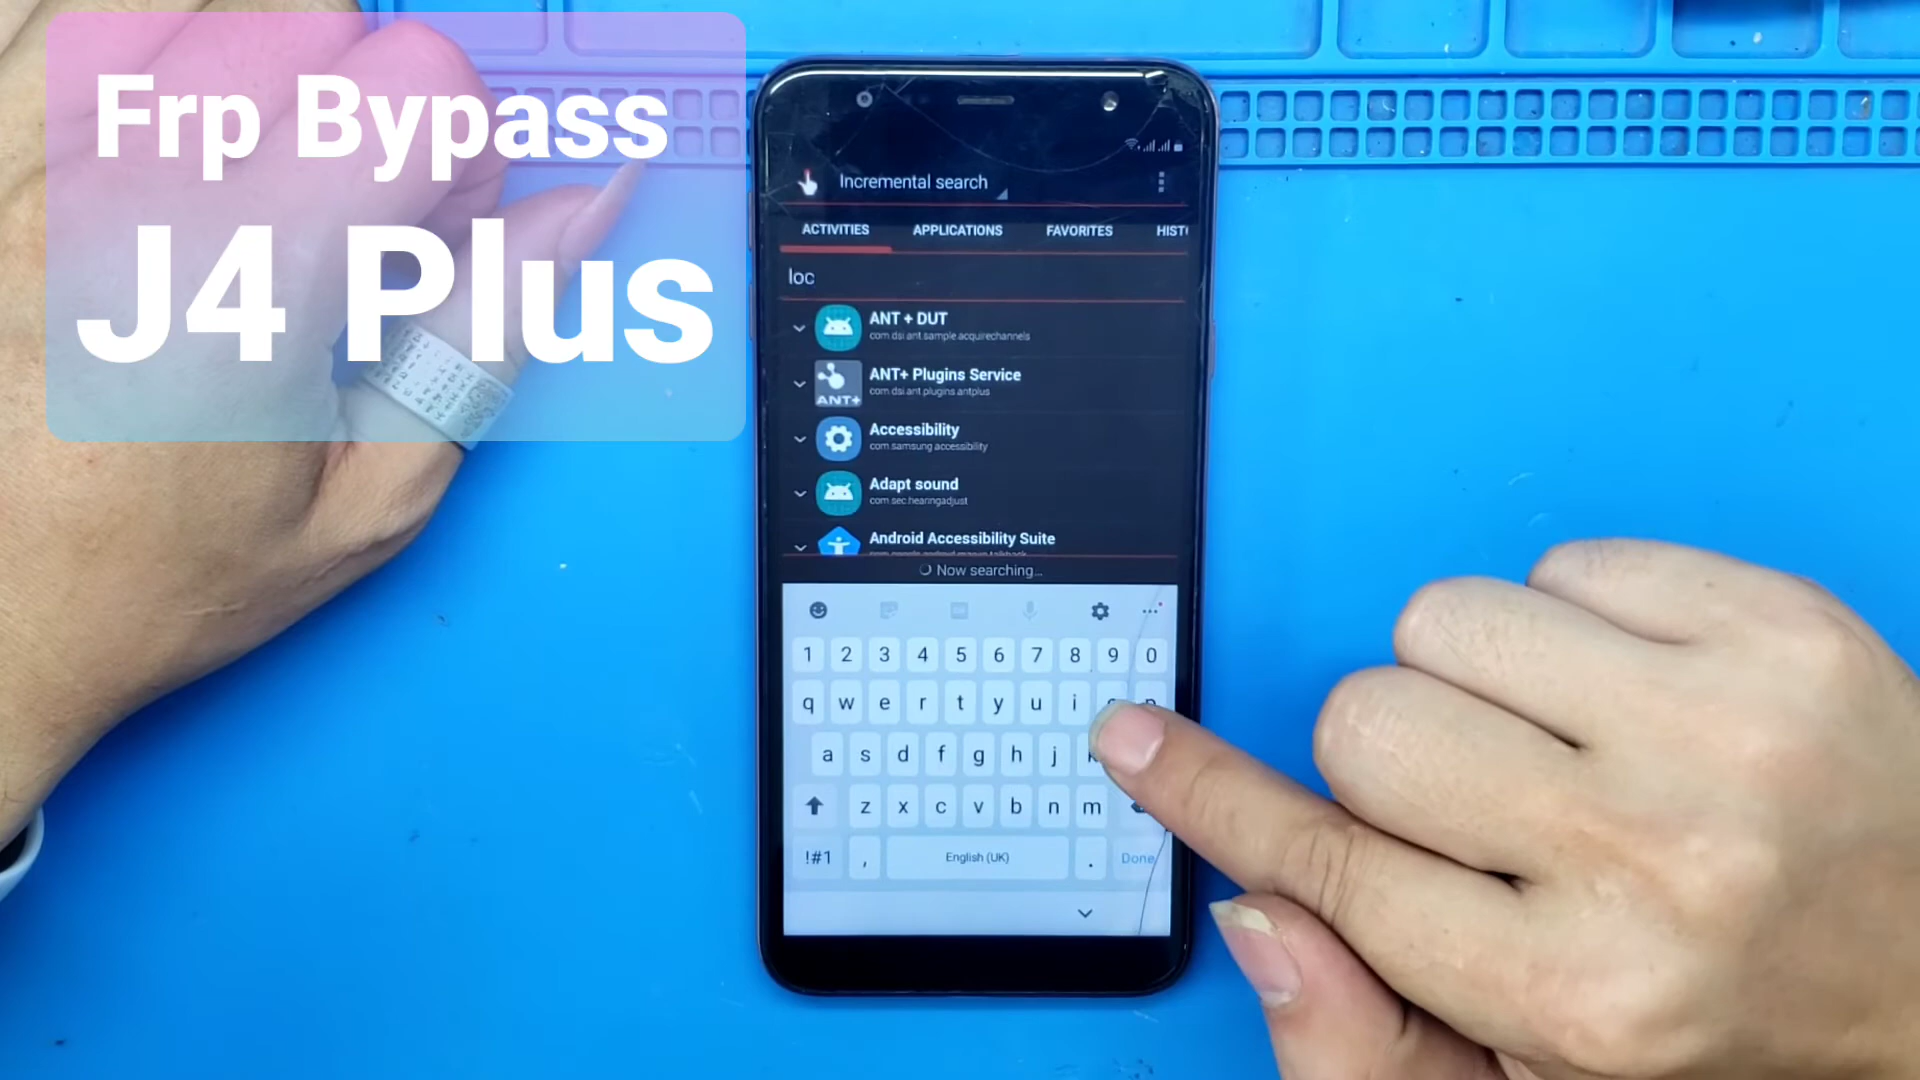 Frp Bypass
J4 Plus
Incremental search
ACTIVITIES APPLICATIONS FAVORITES HIST
loc
ANT + DUT
com.dsi.ant.sample.acquirechannels
ANT+ Plugins Service
com.dsi.ant.plugins.antplus
ANT+
Accessibility
com.samsung.accessibility
Adapt sound
com.sec.hearingadjust
Android Accessibility Suite
Now searching...
1 2 3 4 5 6 7 8 9 0
q w e r t y u i
a s d f g h j k
z x c v b n m
!#1 , English (UK) . Done